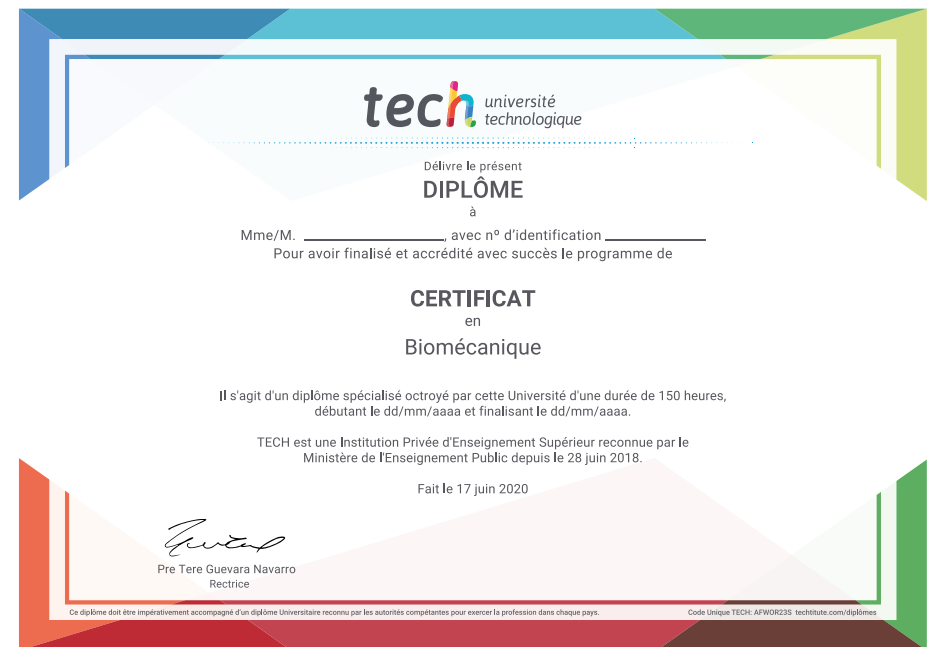 tech université
technologique
Délivre le présent
DIPLÔME
à
Mme/M. ____________________, avec nº d'identification ______________
Pour avoir finalisé et accrédité avec succès le programme de
CERTIFICAT
en
Biomécanique
Il s'agit d'un diplôme spécialisé octroyé par cette Université d'une durée de 150 heures,
débutant le dd/mm/aaaa et finalisant le dd/mm/aaaa.
TECH est une Institution Privée d'Enseignement Supérieur reconnue par le
Ministère de l'Enseignement Public depuis le 28 juin 2018.
Fait le 17 juin 2020
Pre Tere Guevara Navarro
Rectrice
Ce diplôme doit être impérativement accompagné d'un diplôme Universitaire reconnu par les autorités compétantes pour exercer la profession dans chaque pays.
Code Unique TECH: AFWOR23S techtitute.com/diplômes